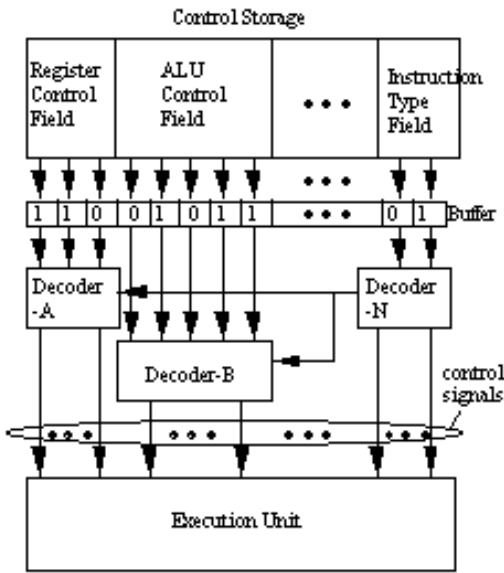 Control Storage
Register
Control
Field
ALU
Control
Field
Instruction
Type
Field
1 1 0 0 1 0 1 1 0 1 Buffer
Decoder
-A
Decoder
-N
Decoder-B
control
signals
Execution Unit